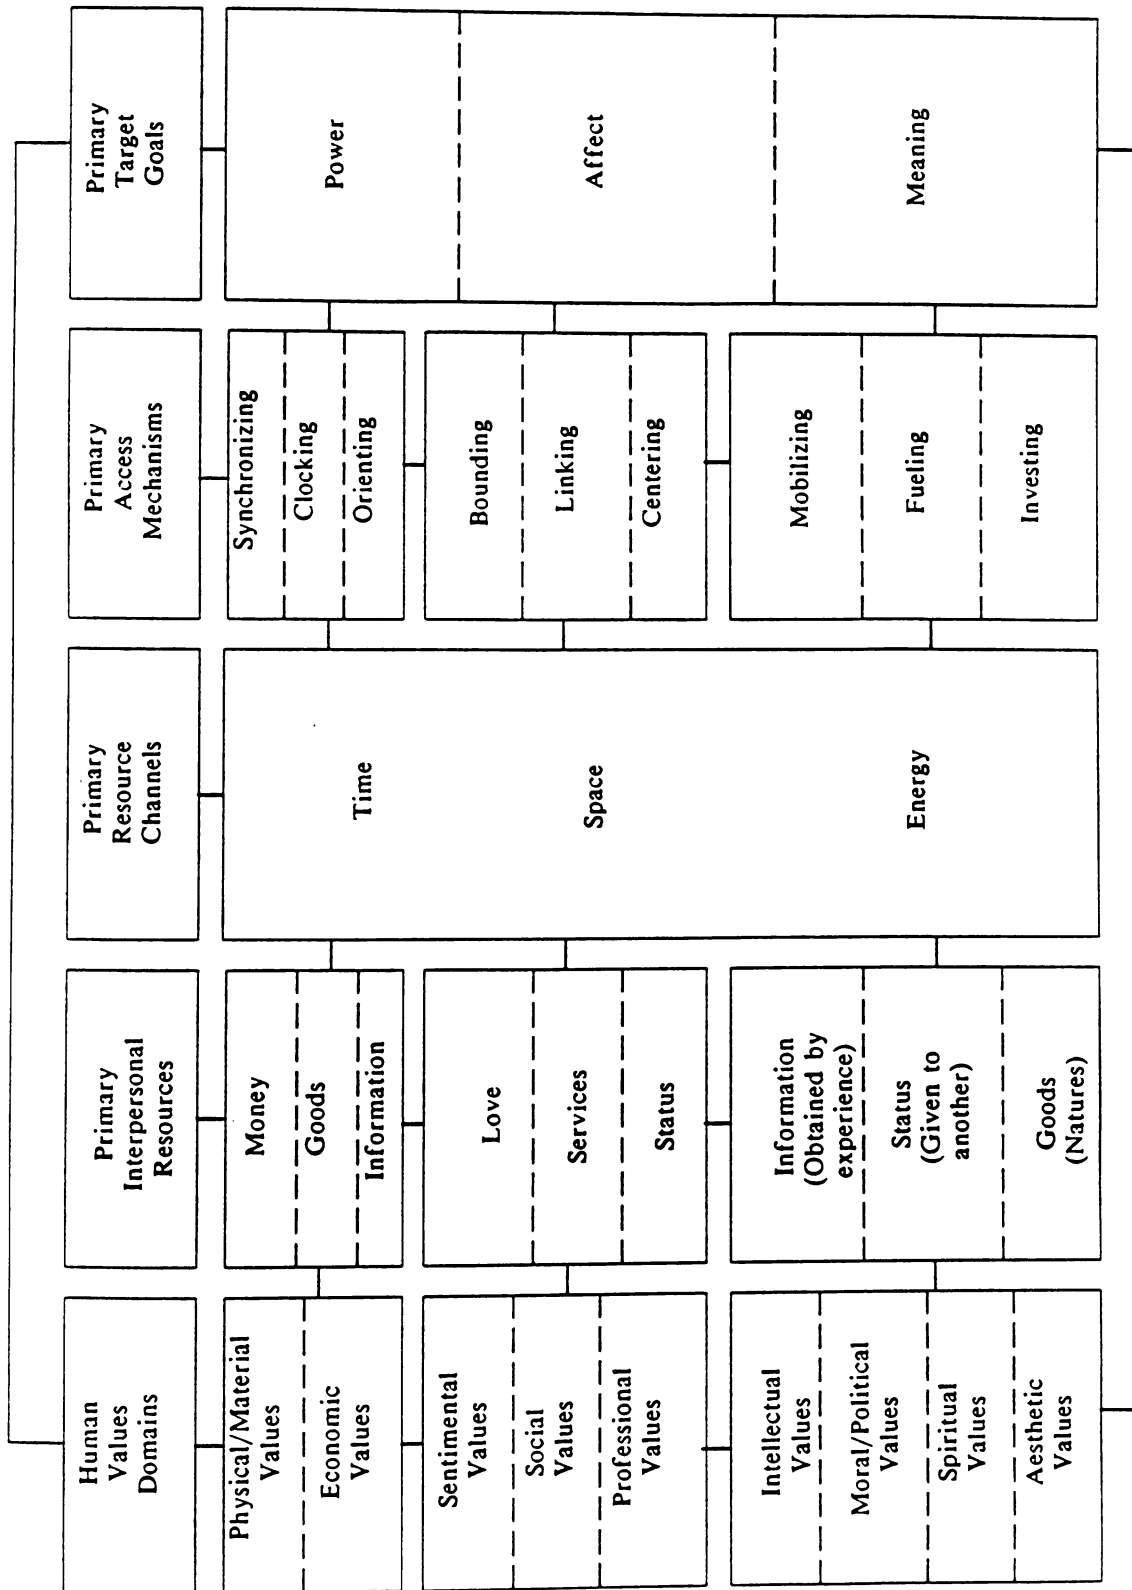 Human
Values
Domains
Physical/Material
Values
Economic
Values
Sentimental
Values
Social
Values
Professional
Values
Intellectual
Values
Moral/Political
Values
Spiritual
Values
Aesthetic
Values
Primary
Interpersonal
Resources
Money
Goods
Information
Love
Services
Status
Information
(Obtained by
experience)
Status
(Given to
another)
Goods
(Natures)
Primary
Resource
Channels
Time
Space
Energy
Primary
Access
Mechanisms
Synchronizing
Clocking
Orienting
Bounding
Linking
Centering
Mobilizing
Fueling
Investing
Primary
Target
Goals
Power
Affect
Meaning